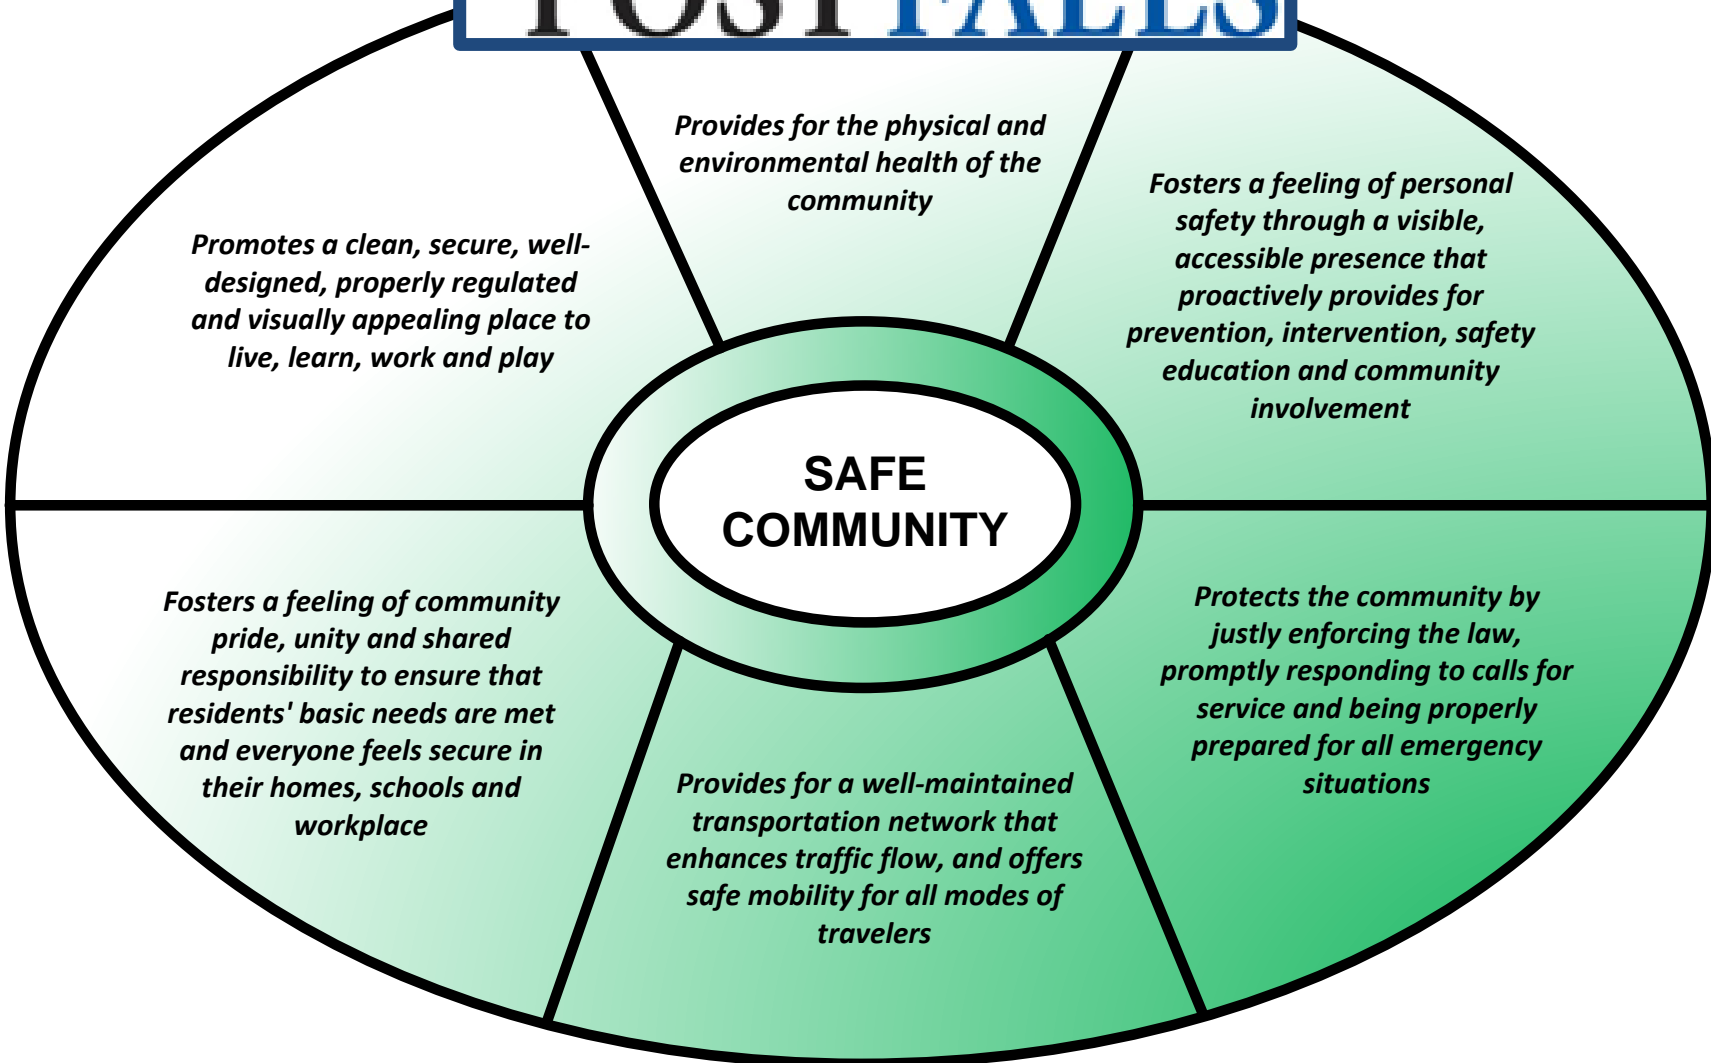 POST FALLS
Provides for the physical and
environmental health of the
community
Fosters a feeling of personal
safety through a visible,
accessible presence that
proactively provides for
prevention, intervention, safety
education and community
involvement
Promotes a clean, secure, well-
designed, properly regulated
and visually appealing place to
live, learn, work and play
SAFE
COMMUNITY
Fosters a feeling of community
pride, unity and shared
responsibility to ensure that
residents' basic needs are met
and everyone feels secure in
their homes, schools and
workplace
Protects the community by
justly enforcing the law,
promptly responding to calls for
service and being properly
prepared for all emergency
situations
Provides for a well-maintained
transportation network that
enhances traffic flow, and offers
safe mobility for all modes of
travelers